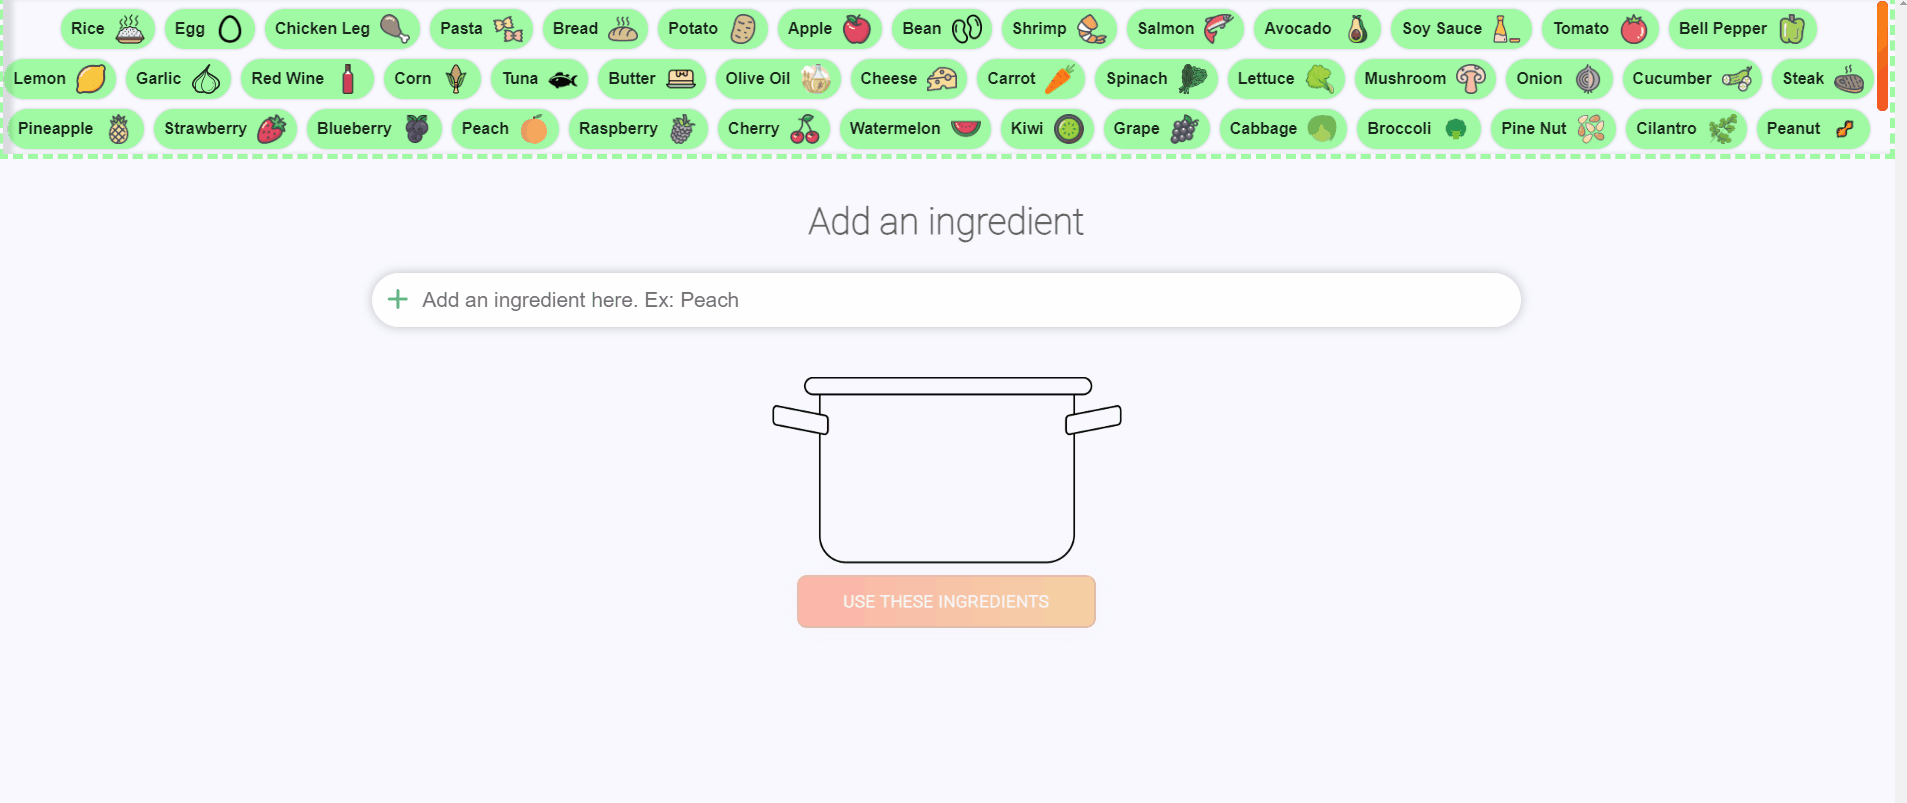 Rice Egg Chicken Leg Pasta Bread Potato Apple Bean Shrimp Salmon Avocado Soy Sauce Tomato Bell Pepper
Lemon Garlic Red Wine Corn Tuna Butter Olive Oil Cheese Carrot Spinach Lettuce Mushroom Onion Cucumber Steak
Pineapple Strawberry Blueberry Peach Raspberry Cherry Watermelon Kiwi Grape Cabbage Broccoli Pine Nut Cilantro Peanut
Add an ingredient
Add an ingredient here. Ex: Peach
USE THESE INGREDIENTS